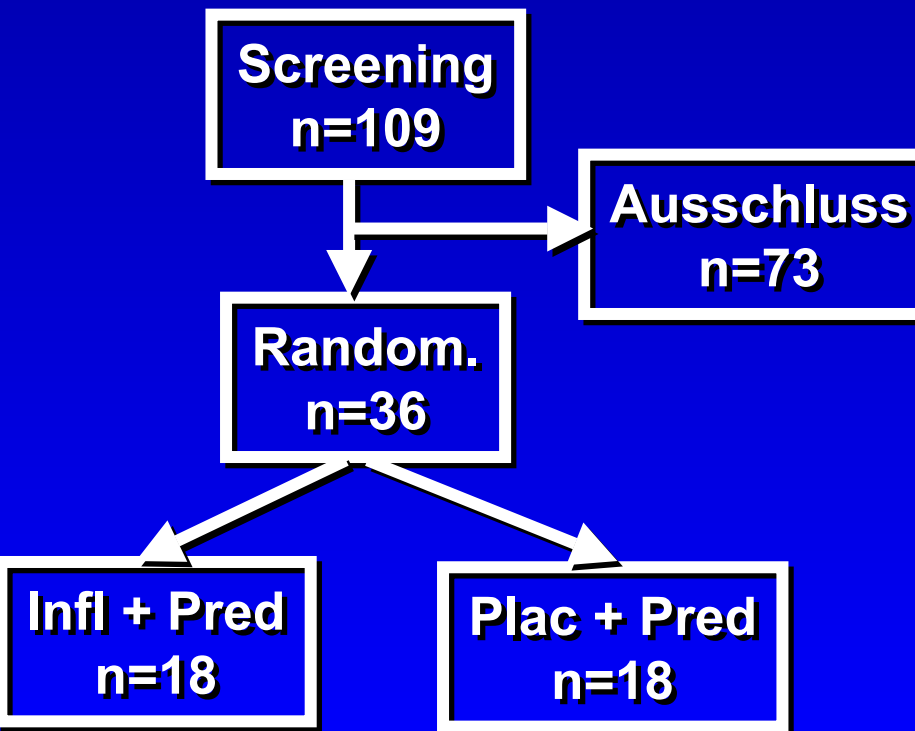 Screening
n=109
Ausschluss
n=73
Random.
n=36
Infl + Pred
n=18
Plac + Pred
n=18